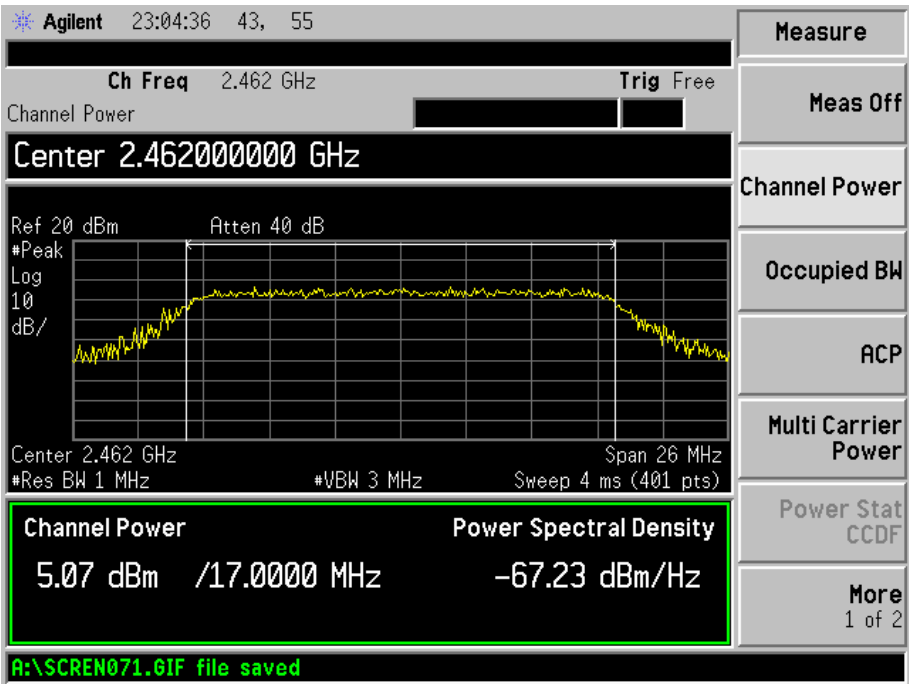 Agilent 23:04:36 43, 55
Measure
Ch Freq 2.462 GHz Trig Free
Channel Power
Meas Off
Center 2.462000000 GHz
Channel Power
Ref 20 dBm Atten 40 dB
#Peak
Log
10
dB/
Occupied BW
ACP
Multi Carrier
Power
Center 2.462 GHz Span 26 MHz
#Res BW 1 MHz #VBW 3 MHz Sweep 4 ms (401 pts)
Power Stat
CCDF
Channel Power Power Spectral Density
5.07 dBm /17.0000 MHz -67.23 dBm/Hz
More
1 of 2
A:\SCREN071.GIF file saved